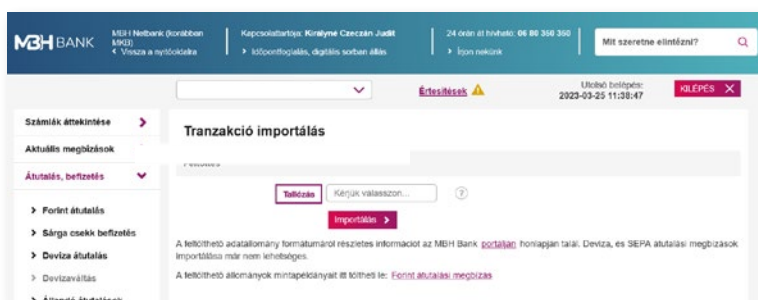 MBH BANK
MBH Netbank (korábban
MKB)
Vissza a nyitóoldalra
Kapcsolattartója: Királyné Czeczán Judit
Időpontfoglalás, digitális sorban állás
24 órán át hívható: 06 80 350 350
Írjon nekünk
Mit szeretne elintézni?
Értesítések
Utolsó belépés:
2023-03-25 11:38:47
KILÉPÉS
Számlák áttekintése
Aktuális megbízások
Átutalás, befizetés
Forint átutalás
Sárga csekk befizetés
Deviza átutalás
Devizaváltás
Állandó átutalások
Tranzakció importálás
Feltöltés
Tallózás
Kérjük válasszon...
?
Importálás
A feltölthető adatállomány formátumáról részletes információt az MBH Bank portálján honlapján talál. Deviza, és SEPA átutalási megbízások
importálása már nem lehetséges.
A feltölthető állományok mintapéldányait itt töltheti le: Forint átutalási megbízás